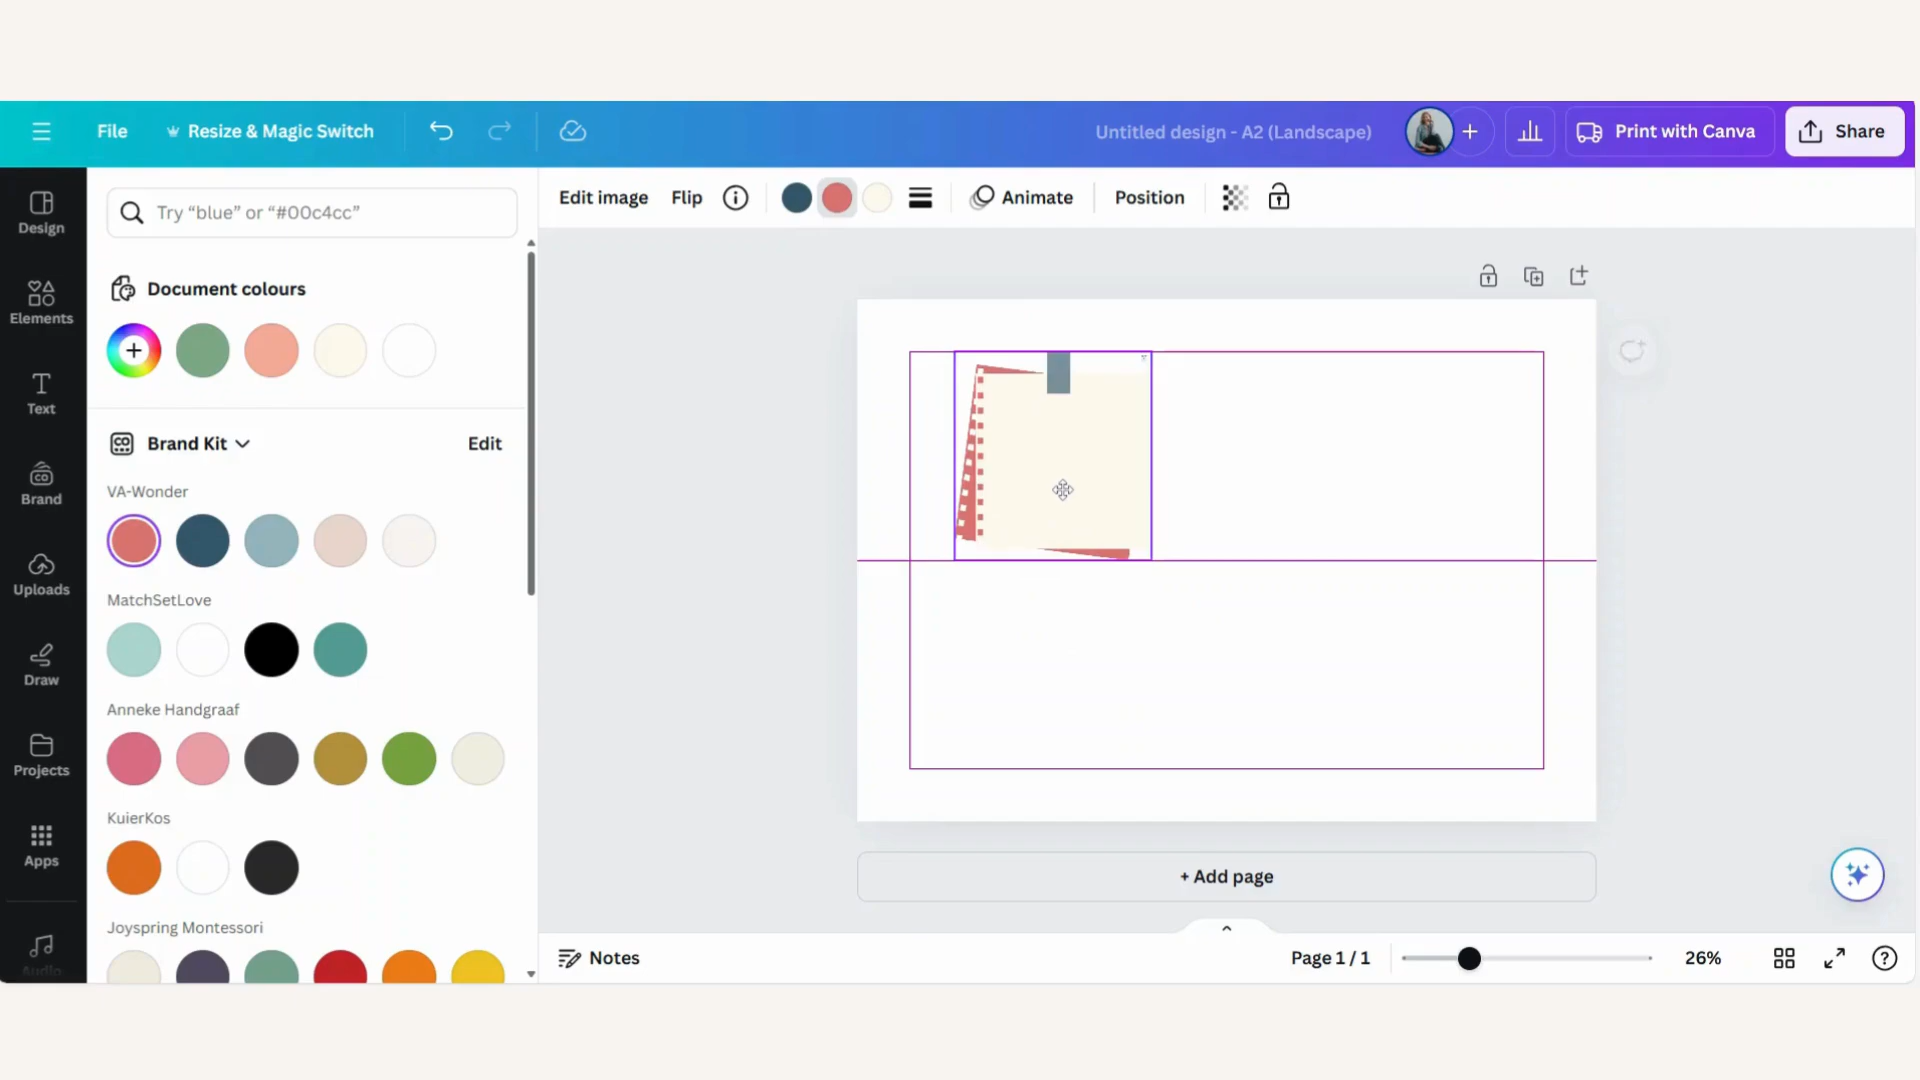 File
Resize & Magic Switch
Untitled design - A2 (Landscape)
Print with Canva
Share
Design
Elements
Text
Brand
Uploads
Draw
Projects
Apps
Audio
Try “blue” or “#00c4cc”
Document colours
Brand Kit
Edit
VA-Wonder
MatchSetLove
Anneke Handgraaf
KuierKos
Joyspring Montessori
Edit image
Flip
Animate
Position
+ Add page
Notes
Page 1 / 1
26%